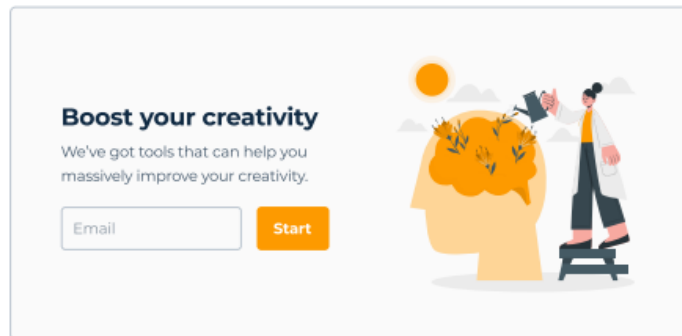 Boost your creativity
We've got tools that can help you
massively improve your creativity.
Email
Start